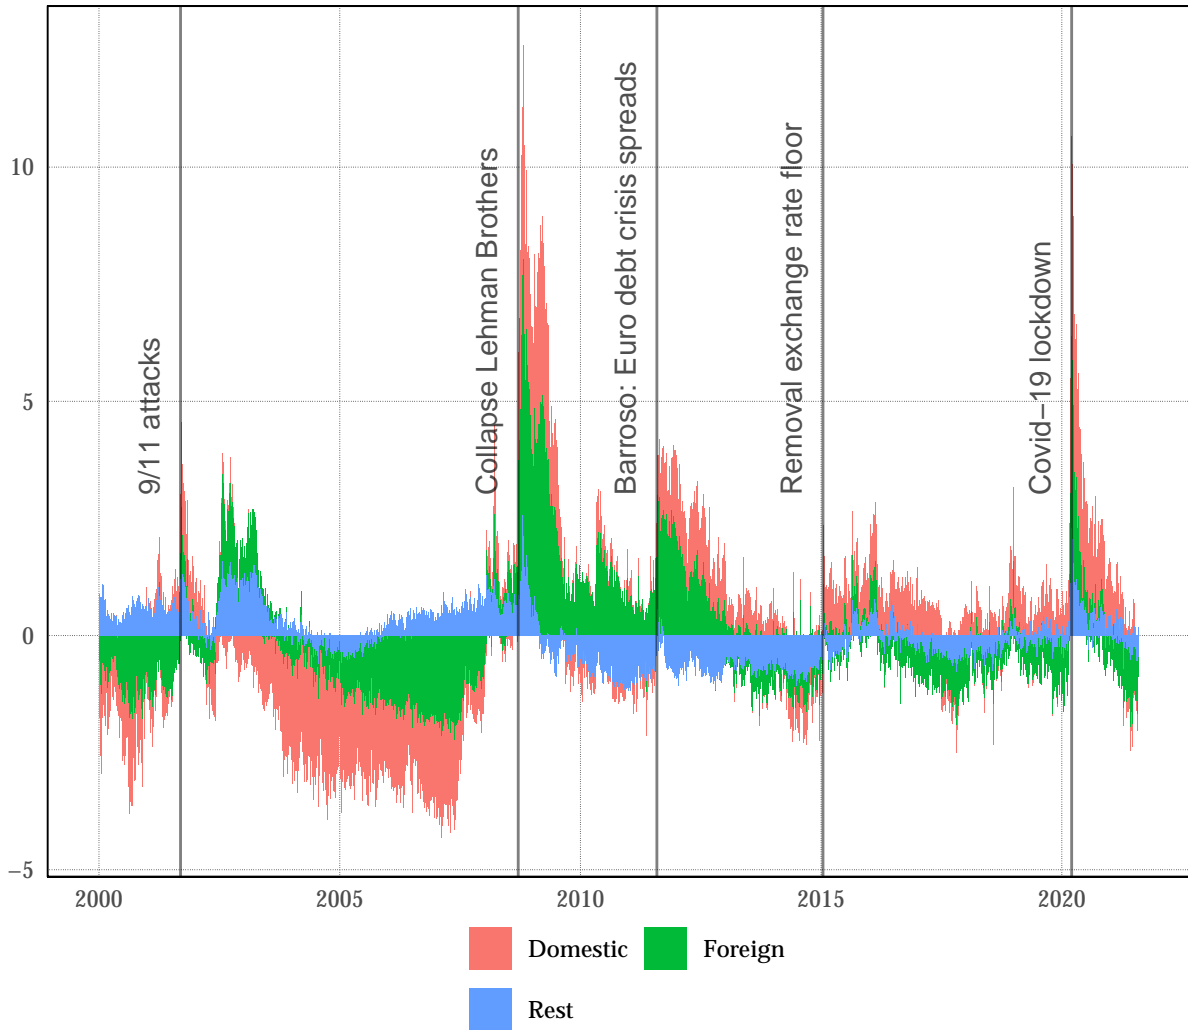 10
5
0
−5
9/11 attacks
Collapse Lehman Brothers
Barroso: Euro debt crisis spreads
Removal exchange rate floor
Covid−19 lockdown
2000
2005
2010
2015
2020
Domestic
Foreign
Rest